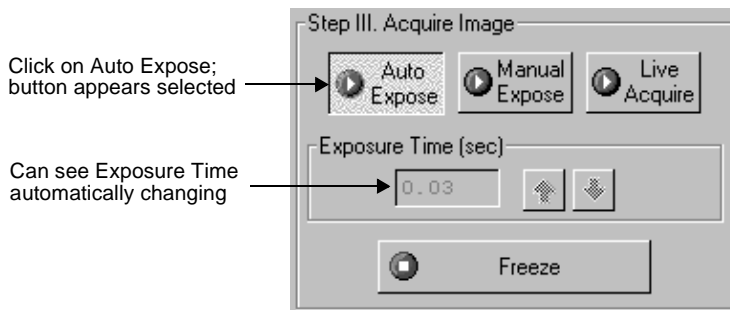 Step III. Acquire Image
Click on Auto Expose;
button appears selected
Auto
Expose
Manual
Expose
Live
Acquire
Exposure Time (sec)
Can see Exposure Time
automatically changing
0.03
Freeze